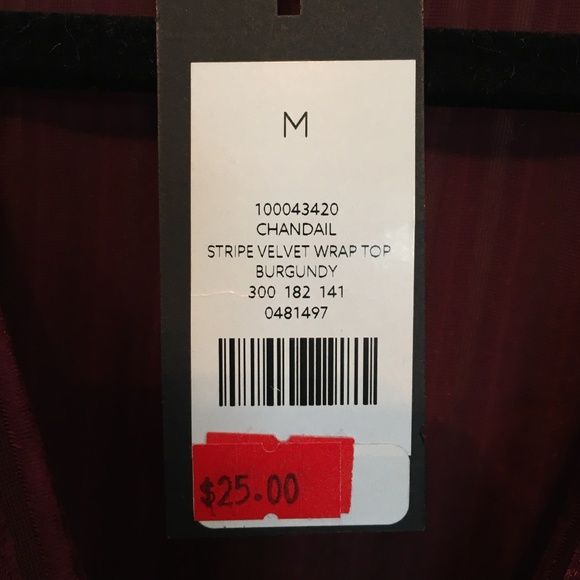 M
100043420
CHANDAIL
STRIPE VELVET WRAP TOP
BURGUNDY
300 182 141
0481497
$25.00